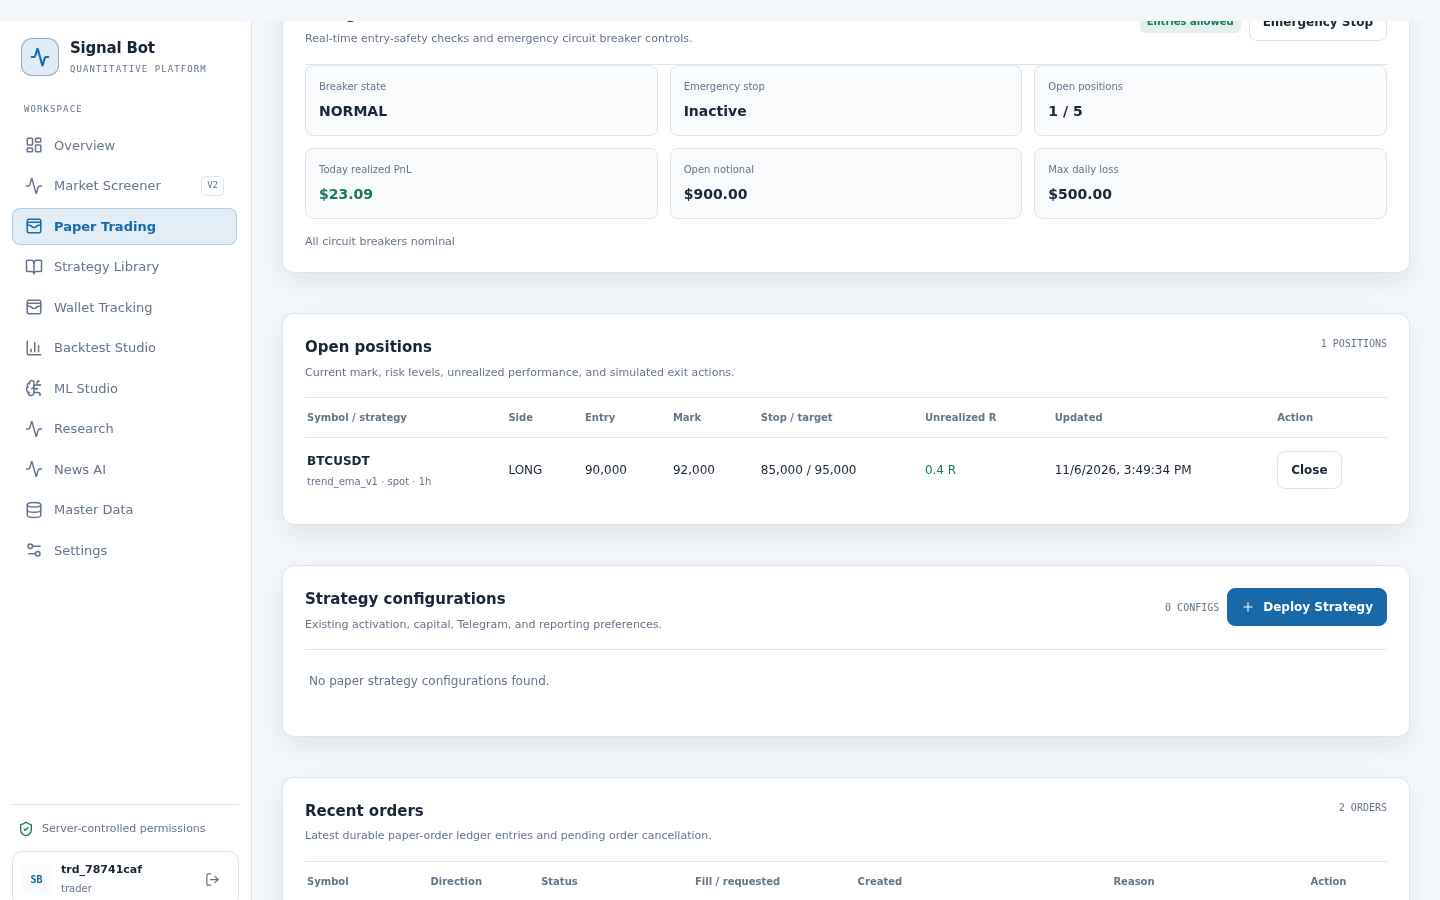 Signal Bot
QUANTITATIVE PLATFORM
WORKSPACE
Overview
Market Screener
V2
Paper Trading
Strategy Library
Wallet Tracking
Backtest Studio
ML Studio
Research
News AI
Master Data
Settings
Server-controlled permissions
SB
trd_78741caf
trader
Entries allowed
Emergency Stop
Real-time entry-safety checks and emergency circuit breaker controls.
Breaker state
NORMAL
Emergency stop
Inactive
Open positions
1 / 5
Today realized PnL
$23.09
Open notional
$900.00
Max daily loss
$500.00
All circuit breakers nominal
Open positions
1 POSITIONS
Current mark, risk levels, unrealized performance, and simulated exit actions.
Symbol / strategy Side Entry Mark Stop / target Unrealized R Updated Action
BTCUSDT
trend_ema_v1 · spot · 1h
LONG 90,000 92,000 85,000 / 95,000 0.4 R 11/6/2026, 3:49:34 PM Close
Strategy configurations
0 CONFIGS
Deploy Strategy
Existing activation, capital, Telegram, and reporting preferences.
No paper strategy configurations found.
Recent orders
2 ORDERS
Latest durable paper-order ledger entries and pending order cancellation.
Symbol Direction Status Fill / requested Created Reason Action